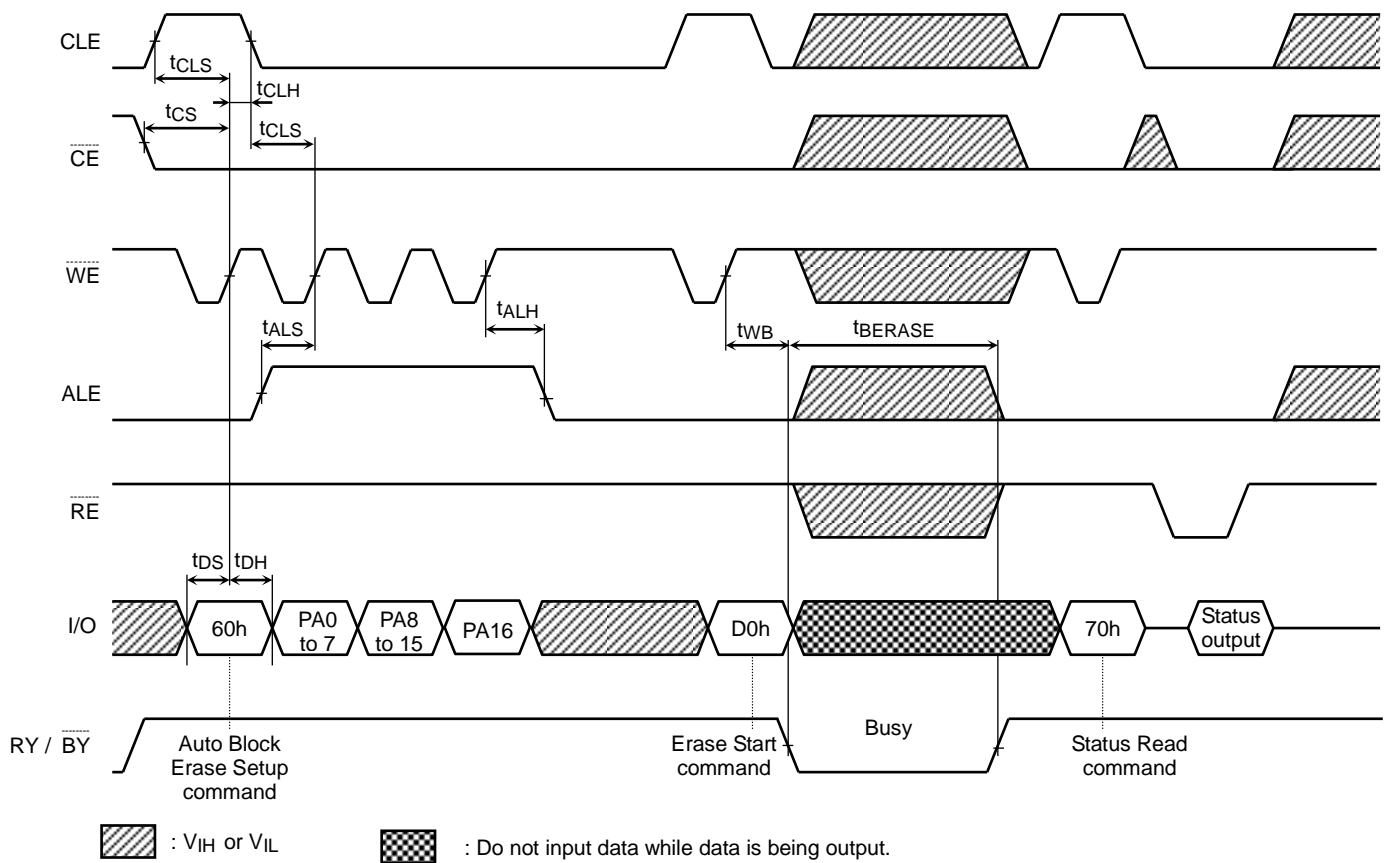 CLE
tCLS
tCLH
tCS
tCLS
CE
WE
tALS
tALH
tWB
tBERASE
ALE
RE
tDS
tDH
I/O
60h
PA0
to 7
PA8
to 15
PA16
D0h
70h
Status
output
RY / BY
Busy
Auto Block
Erase Setup
command
Erase Start
command
Status Read
command
: VIH or VIL
: Do not input data while data is being output.